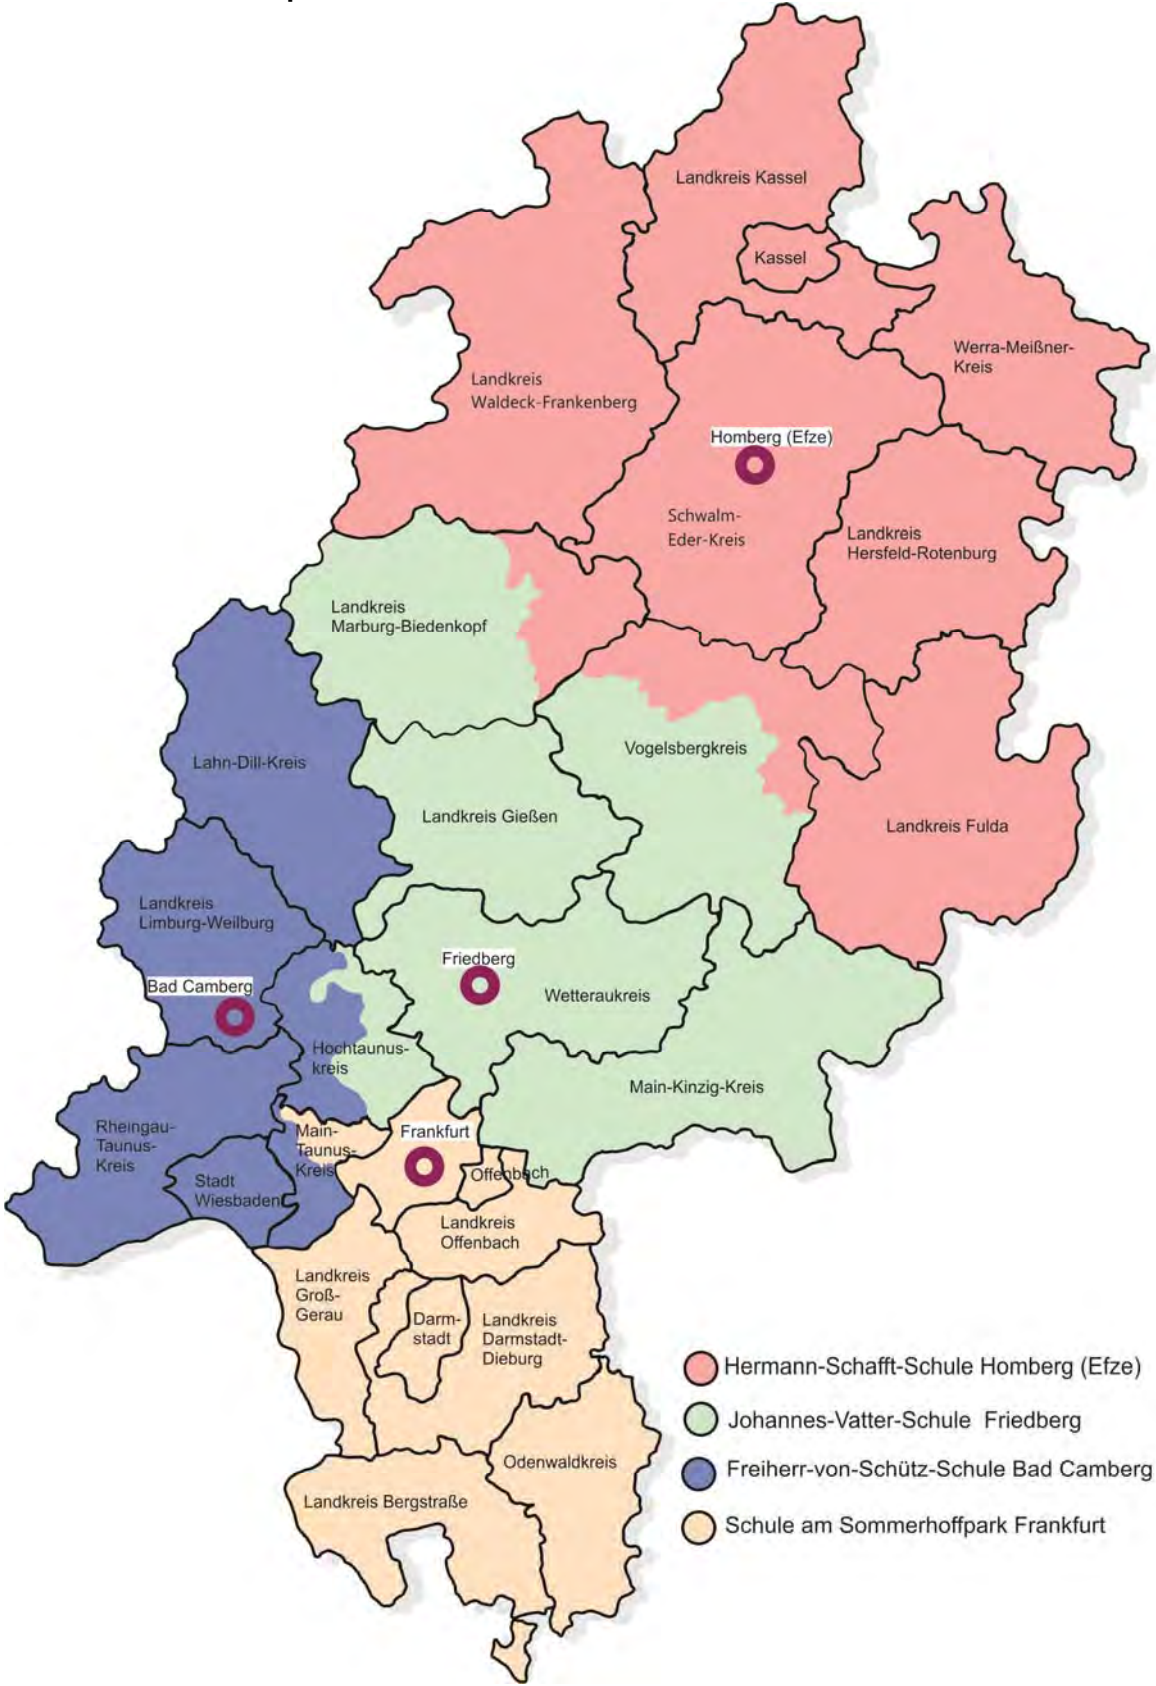 Landkreis Kassel
Kassel
Werra-Meißner-
Kreis
Landkreis
Waldeck-Frankenberg
Homberg (Efze)
Schwalm-
Eder-Kreis
Landkreis
Hersfeld-Rotenburg
Landkreis
Marburg-Biedenkopf
Lahn-Dill-Kreis
Vogelsbergkreis
Landkreis Gießen
Landkreis Fulda
Landkreis
Limburg-Weilburg
Bad Camberg
Friedberg
Wetteraukreis
Hochtaunus-
kreis
Main-Kinzig-Kreis
Rheingau-
Taunus-
Kreis
Main-
Taunus-
Kreis
Frankfurt
Offenbach
Stadt
Wiesbaden
Landkreis
Offenbach
Landkreis
Groß-
Gerau
Darm-
stadt
Landkreis
Darmstadt-
Dieburg
Odenwaldkreis
Landkreis Bergstraße
Hermann-Schafft-Schule Homberg (Efze)
Johannes-Vatter-Schule Friedberg
Freiherr-von-Schütz-Schule Bad Camberg
Schule am Sommerhoffpark Frankfurt